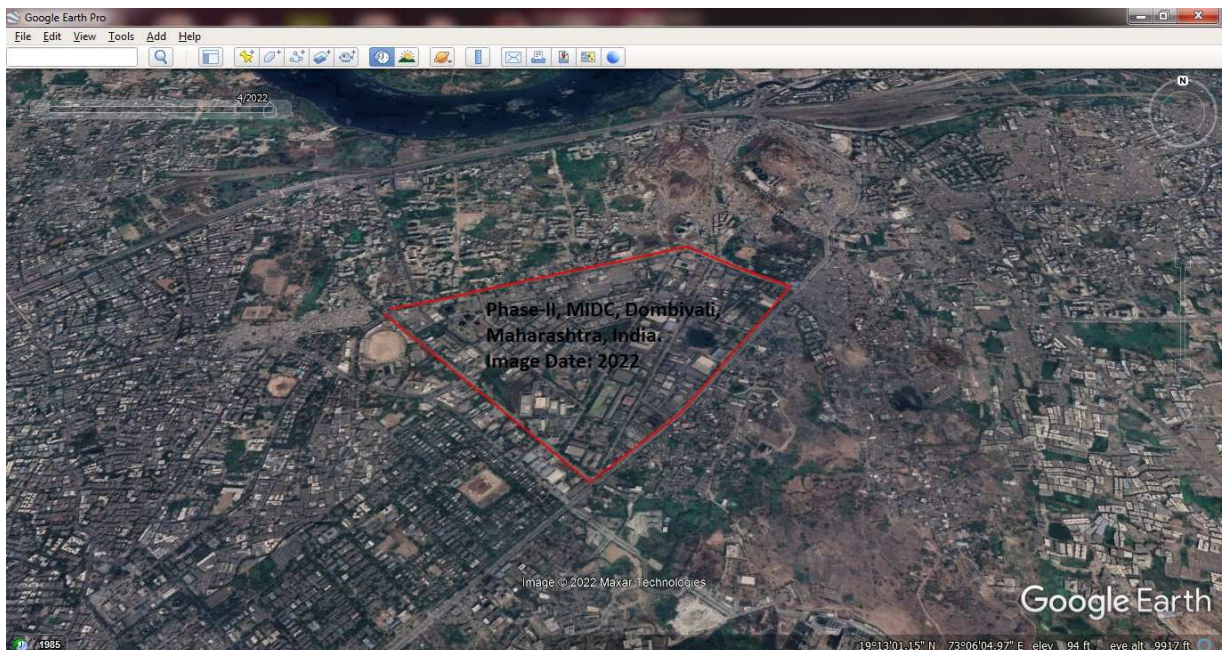 Google Earth Pro
File Edit View Tools Add Help
4/2022
N
Phase-II, MIDC, Dombivali,
Maharashtra, India.
Image Date: 2022
Image © 2022 Maxar Technologies
Google Earth
1985
19°13'01.15" N 73°06'04.97" E elev 94 ft eye alt 9917 ft